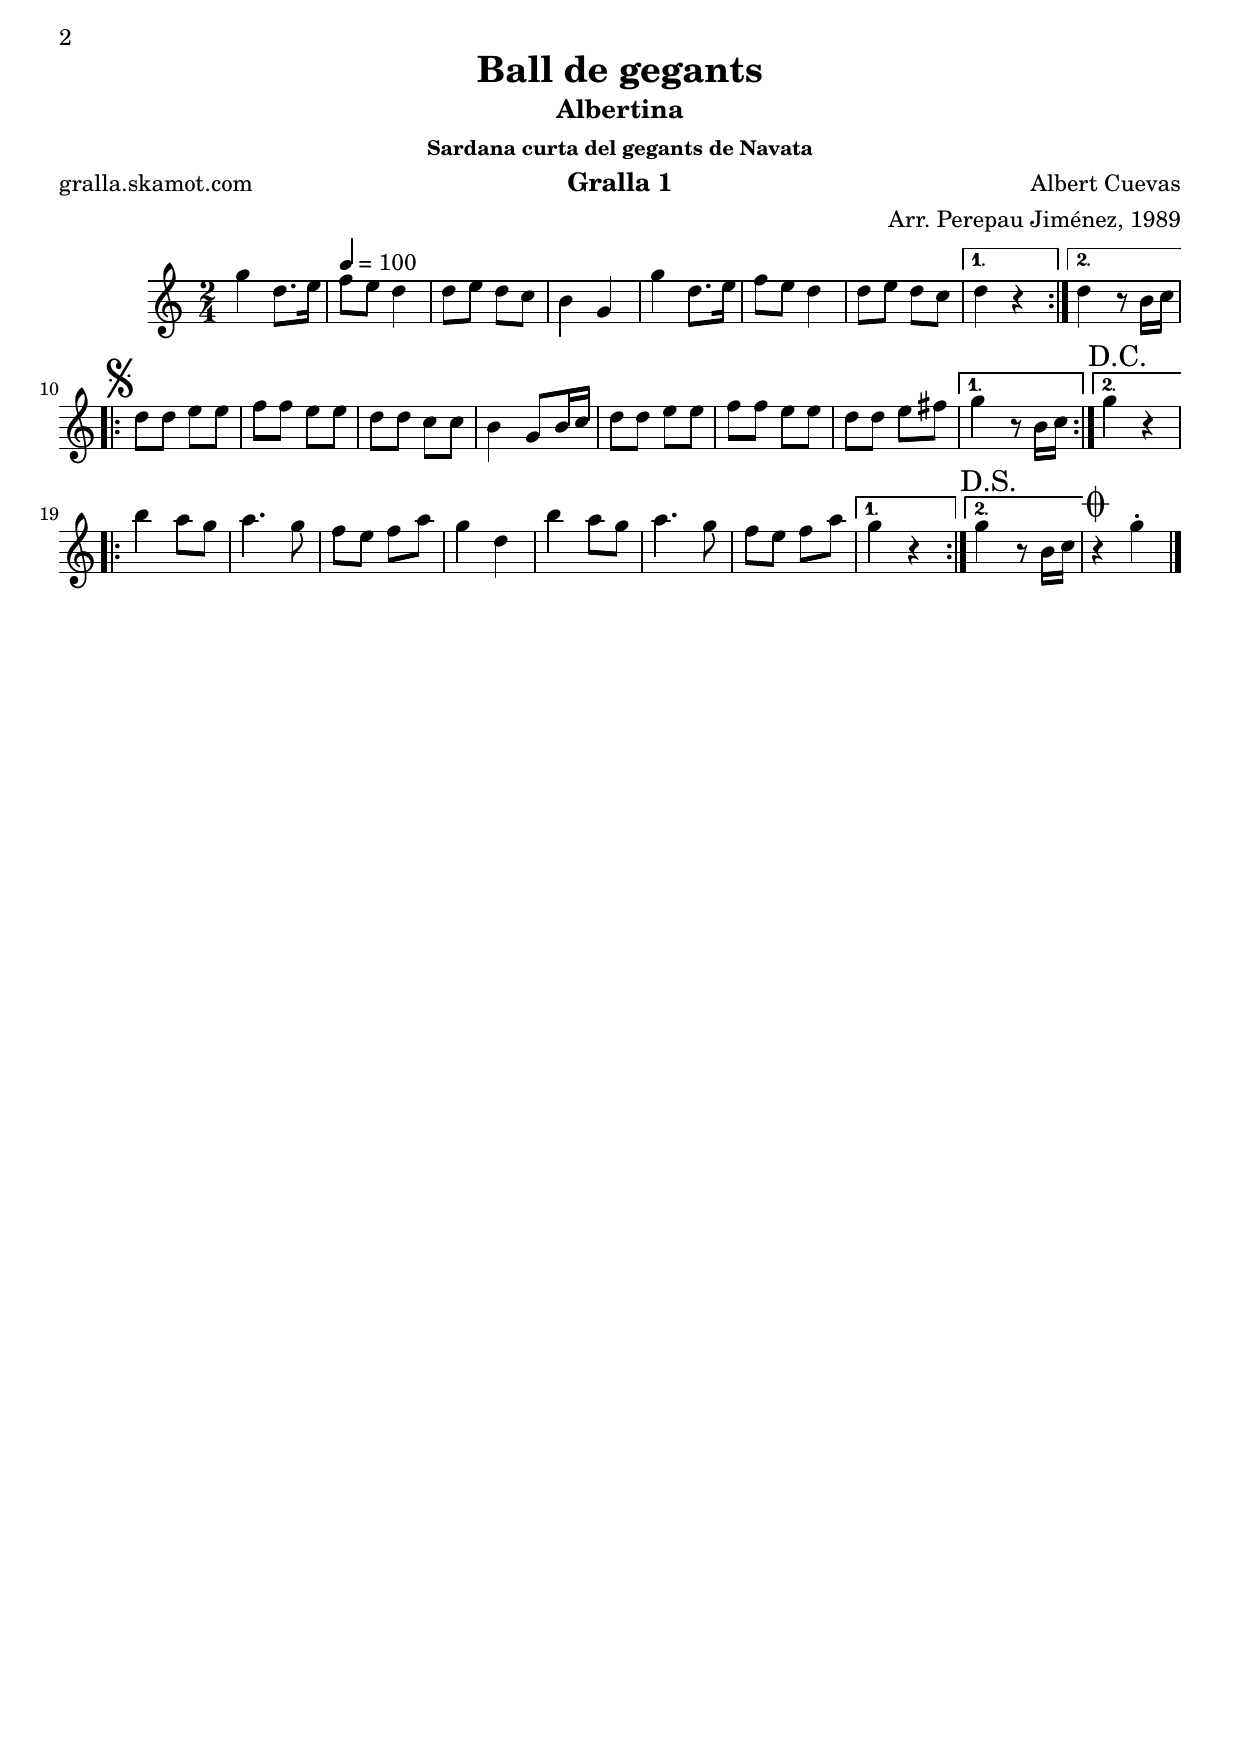 2
Ball de gegants
Albertina
Sardana curta del gegants de Navata
gralla.skamot.com Gralla 1 Albert Cuevas
Arr. Perepau Jiménez, 1989
= 100
2 4 1. 2.
D.C.
10 1. 2.
D.S.
19 1. 2.